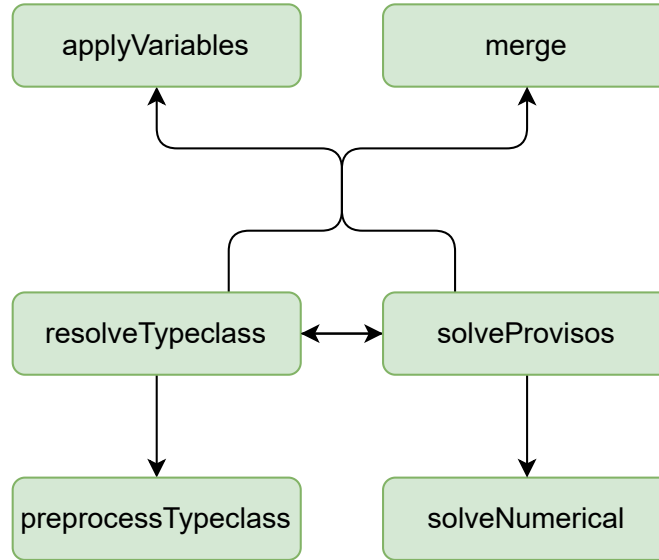 applyVariables
merge
resolveTypeclass
solveProvisos
preprocessTypeclass
solveNumerical